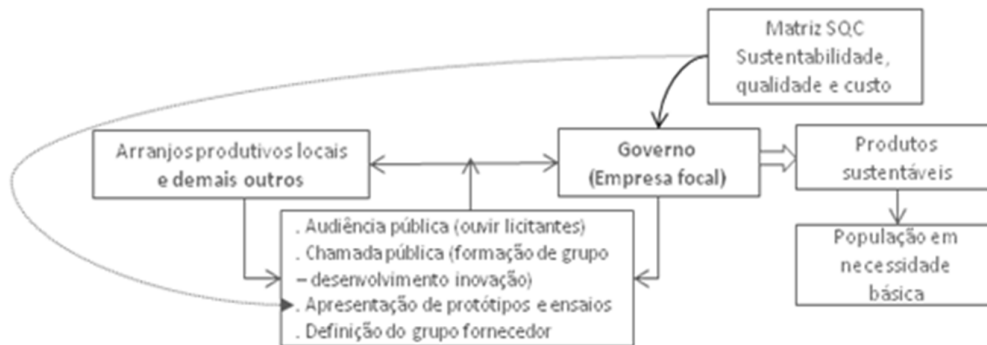 Matriz SQC
Sustentabilidade,
qualidade e custo
Arranjos produtivos locais
e demais outros
Governo
(Empresa focal)
Produtos
sustentáveis
. Audiência pública (ouvir licitantes)
. Chamada pública (formação de grupo
– desenvolvimento inovação)
. Apresentação de protótipos e ensaios
. Definição do grupo fornecedor
População em
necessidade
básica